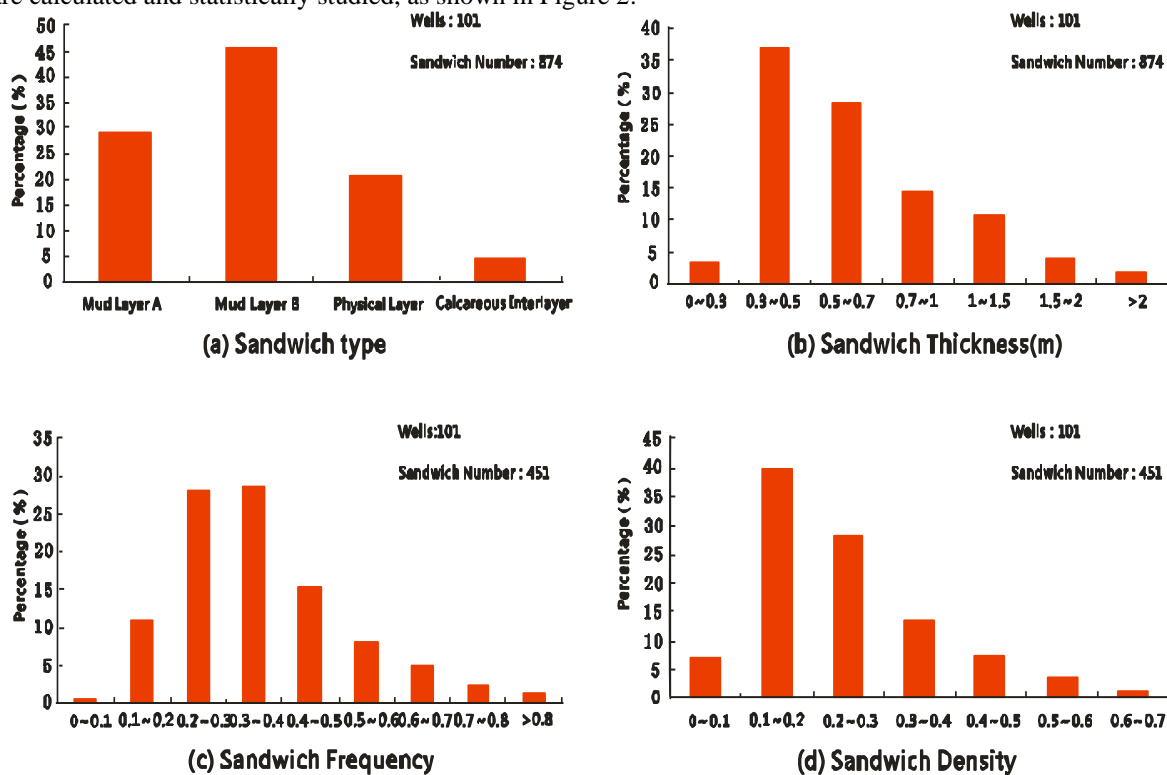 re calculated and statistically studied, as shown in Figure 2.
Wells : 101
Sandwich Number : 874
Percentage ( % )
50
45
40
35
30
25
20
15
10
5
0
Mud Layer A Mud Layer B Physical Layer Calcareous Interlayer
(a) Sandwich type
Wells : 101
Sandwich Number : 874
Percentage ( % )
40
35
30
25
20
15
10
5
0
0~0.3 0.3~0.5 0.5~0.7 0.7~1 1~1.5 1.5~2 >2
(b) Sandwich Thickness(m)
Wells:101
Sandwich Number : 451
Percentage ( % )
35
30
25
20
15
10
5
0
0~0.1 0.1~0.2 0.2~0.3 0.3~0.4 0.4~0.5 0.5~0.6 0.6~0.7 0.7~0.8 >0.8
(c) Sandwich Frequency
Wells : 101
Sandwich Number : 451
Percentage ( % )
45
40
35
30
25
20
15
10
5
0
0~0.1 0.1~0.2 0.2~0.3 0.3~0.4 0.4~0.5 0.5~0.6 0.6~0.7
(d) Sandwich Density